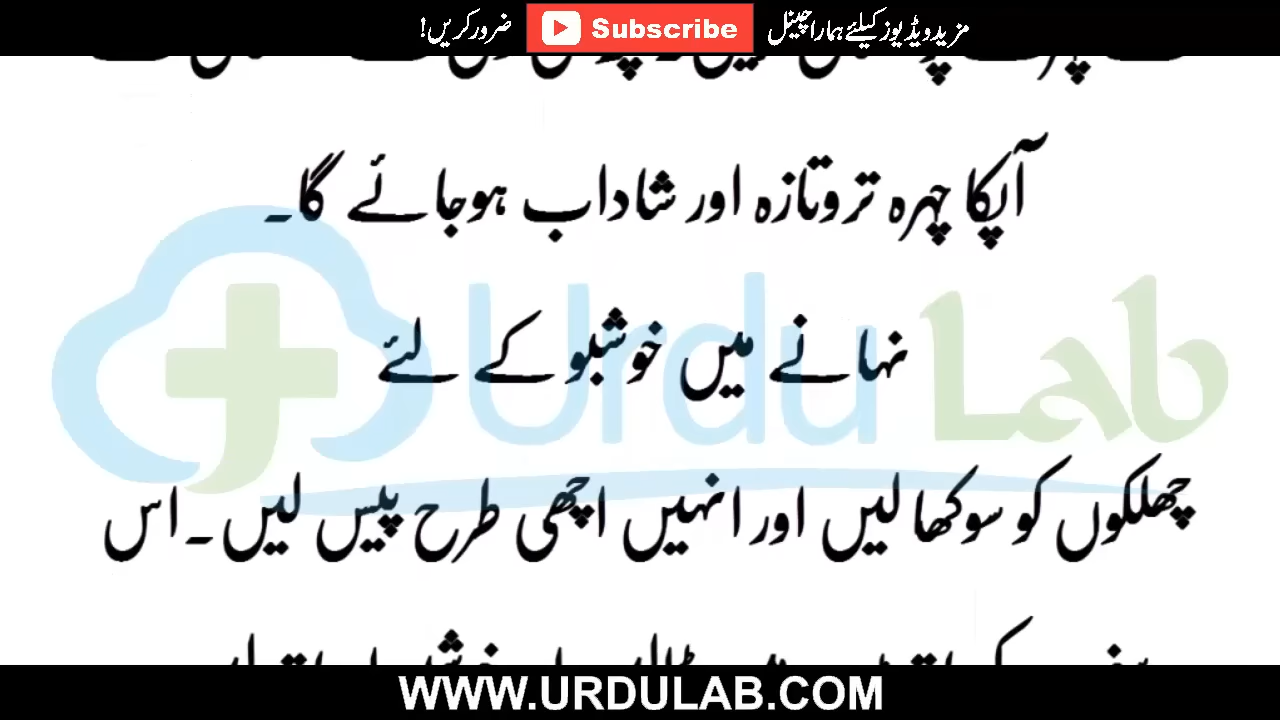 مزید ویڈیوز کیلئے ہمارا چینل Subscribe ضرور کریں!
آپکا چہرہ تروتازہ اور شاداب ہوجائے گا۔
نہانے میں خوشبو کے لئے
Urdu Lab
چھلکوں کو سوکھا لیں اور انہیں اچھی طرح پیس لیں۔ اس
WWW.URDULAB.COM